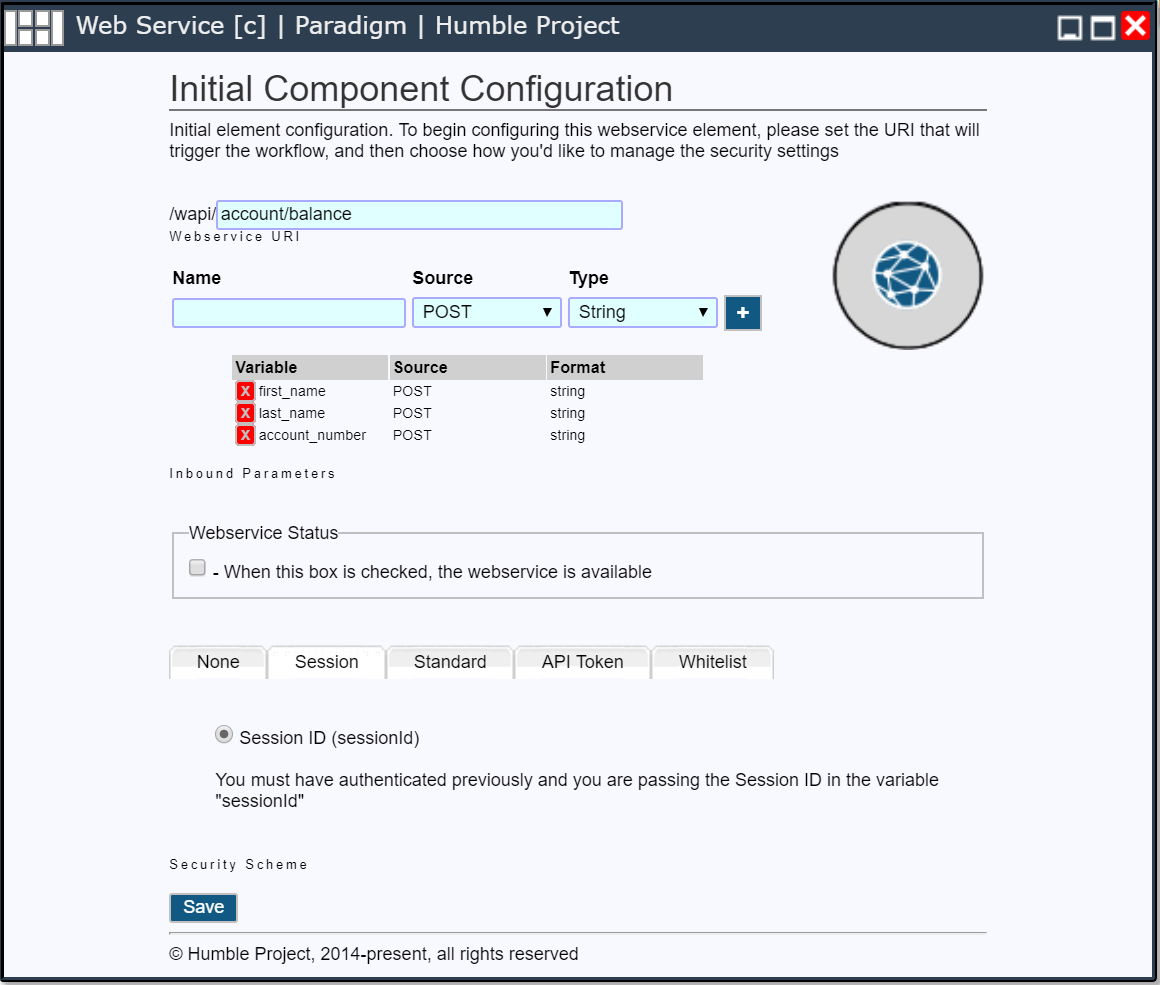 Web Service [c] | Paradigm | Humble Project
Initial Component Configuration
Initial element configuration. To begin configuring this webservice element, please set the URI that will
trigger the workflow, and then choose how you'd like to manage the security settings
/wapi/ account/balance
Webservice URI
Name Source Type
POST String +
Variable Source Format
X first_name POST string
X last_name POST string
X account_number POST string
Inbound Parameters
Webservice Status
- When this box is checked, the webservice is available
None Session Standard API Token Whitelist
Session ID (sessionId)
You must have authenticated previously and you are passing the Session ID in the variable
"sessionId"
Security Scheme
Save
© Humble Project, 2014-present, all rights reserved